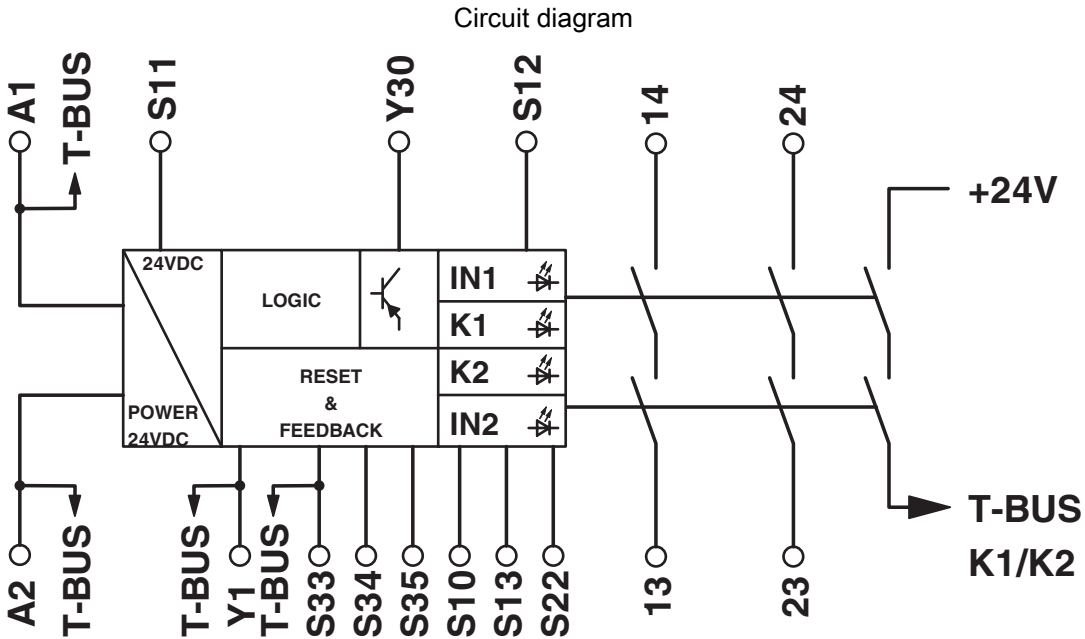 Circuit diagram
A1
T-BUS
S11
Y30
S12
14
24
+24V
24VDC
LOGIC
IN1
K1
K2
IN2
RESET
&
FEEDBACK
POWER
24VDC
A2
T-BUS
T-BUS
Y1
T-BUS
S33
S34
S35
S10
S13
S22
13
23
T-BUS
K1/K2